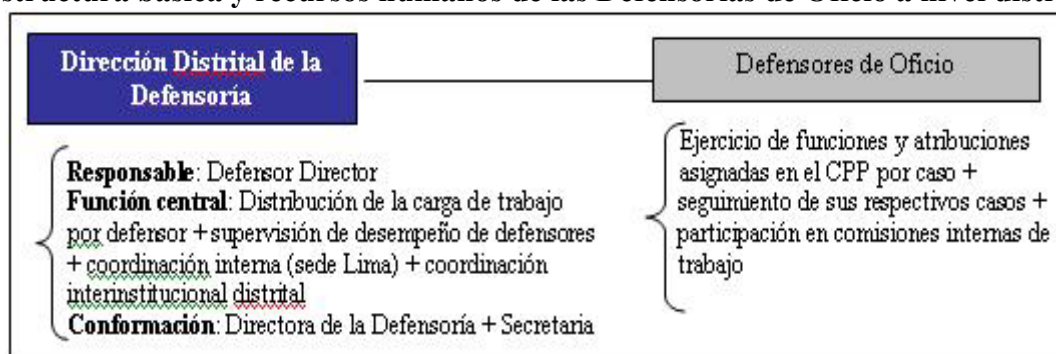 structura básica y recursos humanos de las Defensorías de Oficio a nivel distri
Dirección Distrital de la
Defensoría
Defensores de Oficio
Responsable: Defensor Director
Función central: Distribución de la carga de trabajo
por defensor + supervisión de desempeño de defensores
+ coordinación interna (sede Lima) + coordinación
interinstitucional distrital
Conformación: Directora de la Defensoría + Secretaria
Ejercicio de funciones y atribuciones
asignadas en el CPP por caso +
seguimiento de sus respectivos casos +
participación en comisiones internas de
trabajo